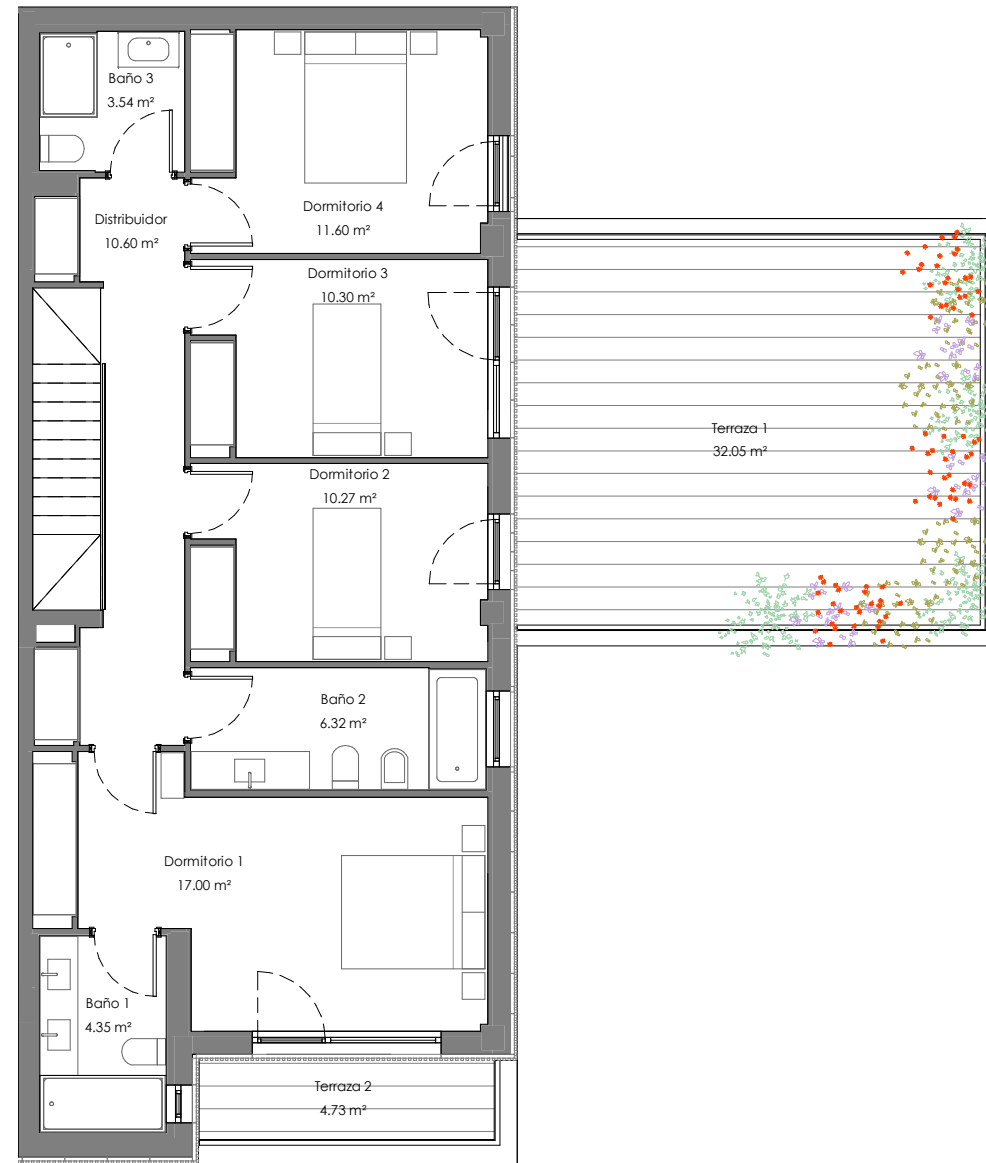 Baño 3
3.54 m²
Dormitorio 4
11.60 m²
Distribuidor
10.60 m²
Dormitorio 3
10.30 m²
Terraza 1
32.05 m²
Dormitorio 2
10.27 m²
Baño 2
6.32 m²
Dormitorio 1
17.00 m²
Baño 1
4.35 m²
Terraza 2
4.73 m²